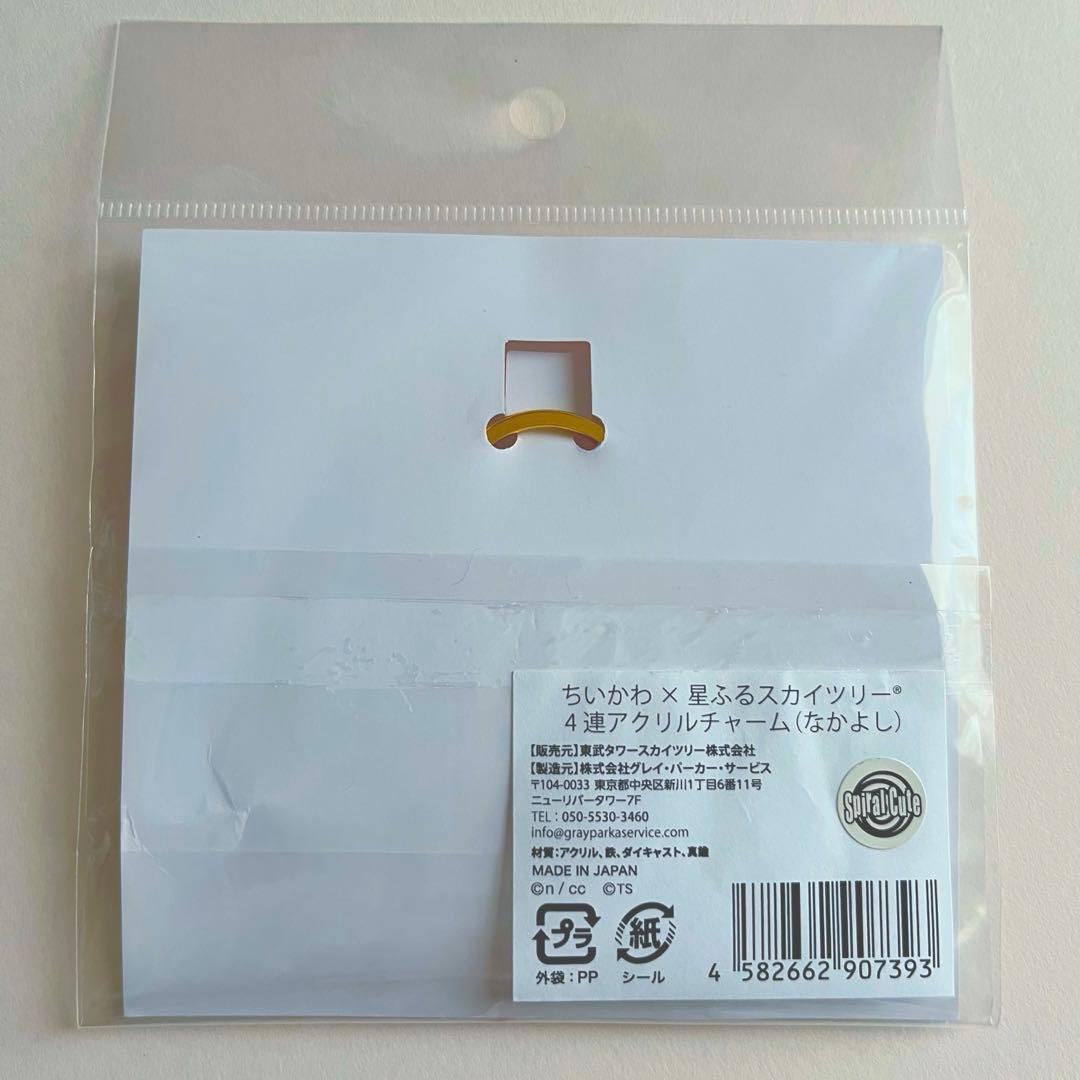 ちいかわ × 星ふるスカイツリー®
4連アクリルチャーム(なかよし)
【販売元】東武タワースカイツリー株式会社
【製造元】株式会社グレイ・パーカー・サービス
〒104-0033 東京都中央区新川1丁目6番11号
ニューリバータワー7F
TEL : 050-5530-3460
info@grayparkaservice.com
材質:アクリル、鉄、ダイキャスト、真鍮
MADE IN JAPAN
©n / cc ©TS
Spiral Cute
プラ 紙
外袋:PP シール
4 582662 907393